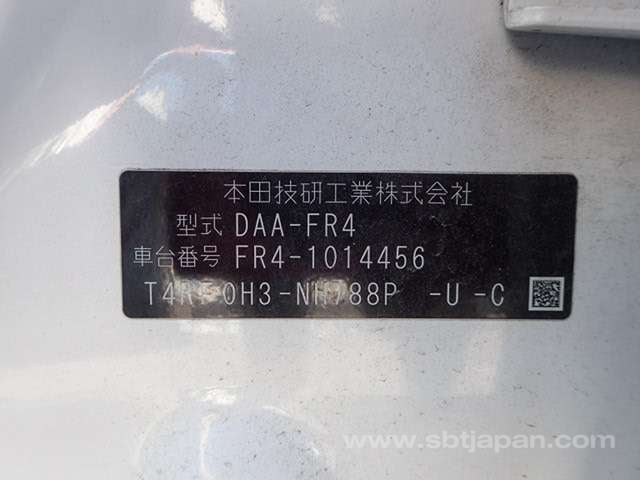 本田技研工業株式会社
型式 DAA-FR4
車台番号 FR4-1014456
-NH788P -U -C
www.sbtjapan.com